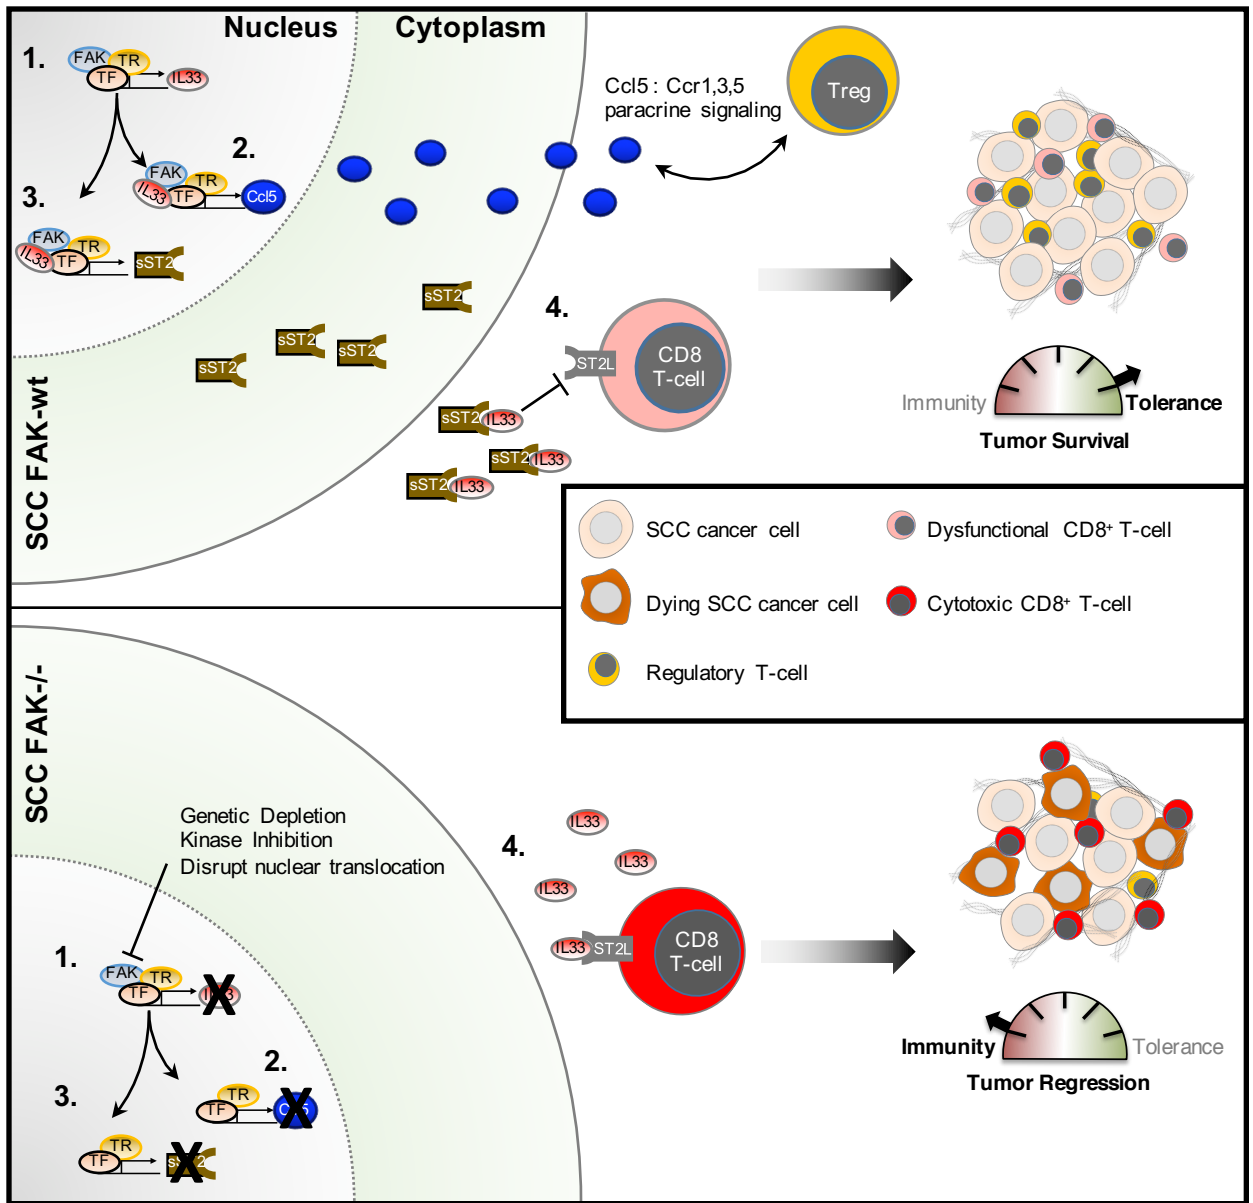 Nucleus
Cytoplasm
SCC FAK-wt
1.
FAK
TR
TF
IL33
2.
FAK
TR
IL33
TF
Ccl5
3.
FAK
TR
IL33
TF
sST2
Ccl5 : Ccr1,3,5
paracrine signaling
Treg
sST2
sST2
sST2
sST2
4.
ST2L
CD8
T-cell
sST2
IL33
sST2
IL33
sST2
IL33
Immunity
Tolerance
Tumor Survival
SCC cancer cell
Dysfunctional CD8+ T-cell
Dying SCC cancer cell
Cytotoxic CD8+ T-cell
Regulatory T-cell
SCC FAK-/-
Genetic Depletion
Kinase Inhibition
Disrupt nuclear translocation
1.
FAK
TR
TF
2.
TR
TF
3.
TR
TF
4.
IL33
IL33
IL33
IL33
ST2L
CD8
T-cell
Immunity
Tolerance
Tumor Regression